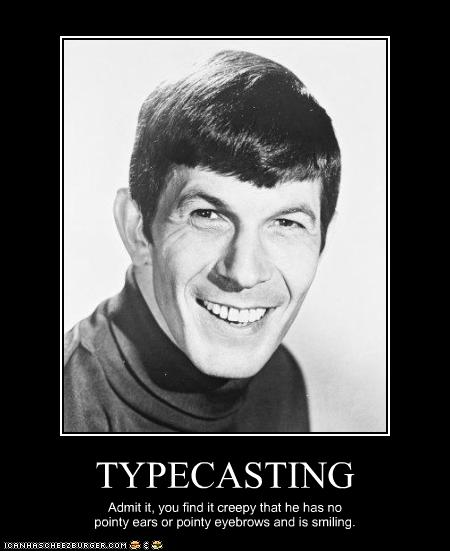 TYPECASTING
Admit it, you find it creepy that he has no
pointy ears or pointy eyebrows and is smiling.
ICANHASCHEEZBURGER.COM